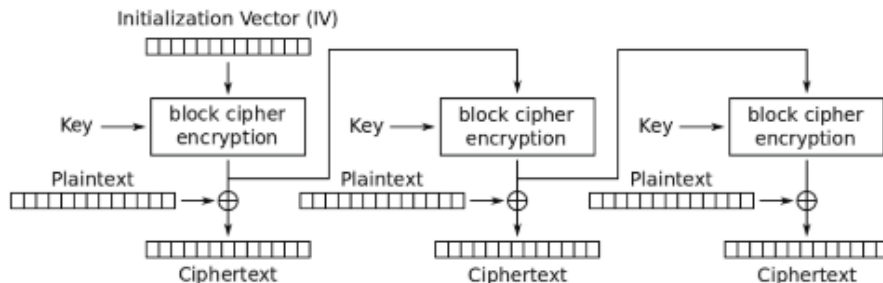 Initialization Vector (IV)
Key
block cipher
encryption
Key
block cipher
encryption
Key
block cipher
encryption
Plaintext
Plaintext
Plaintext
Ciphertext
Ciphertext
Ciphertext